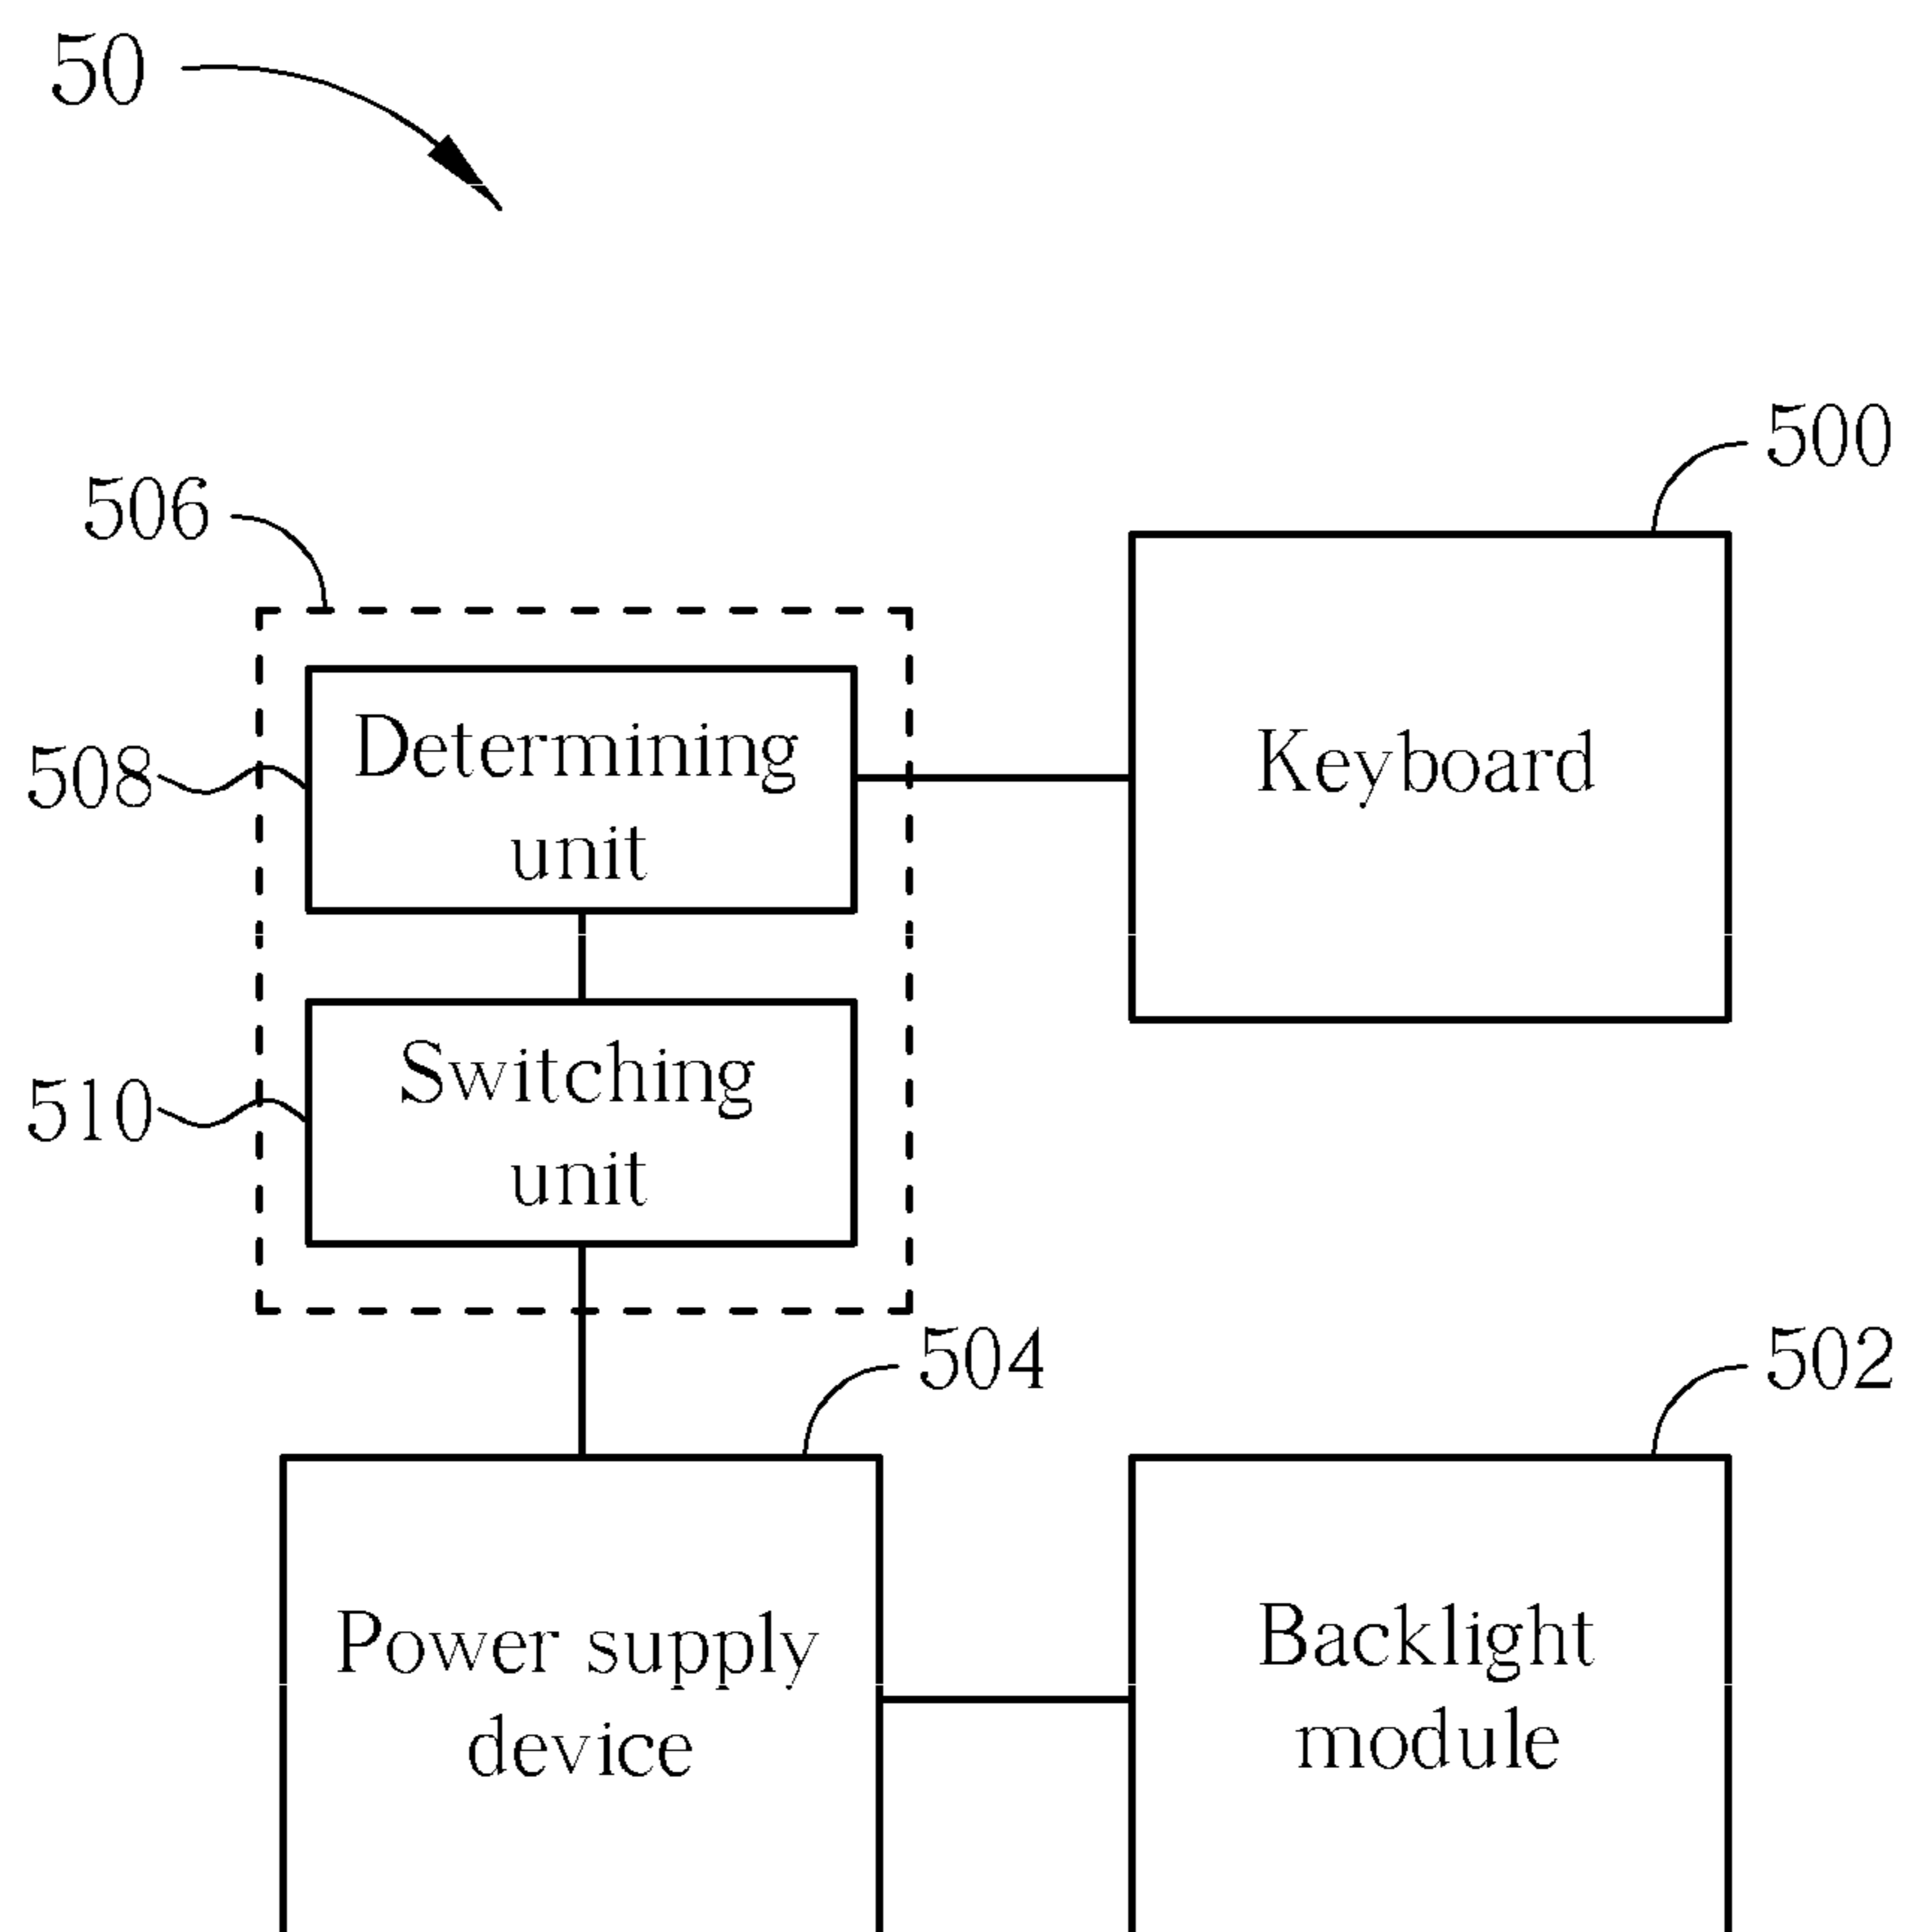 50
500
506
Determining
unit
508
Keyboard
Switching
unit
510
504
502
Power supply
device
Backlight
module